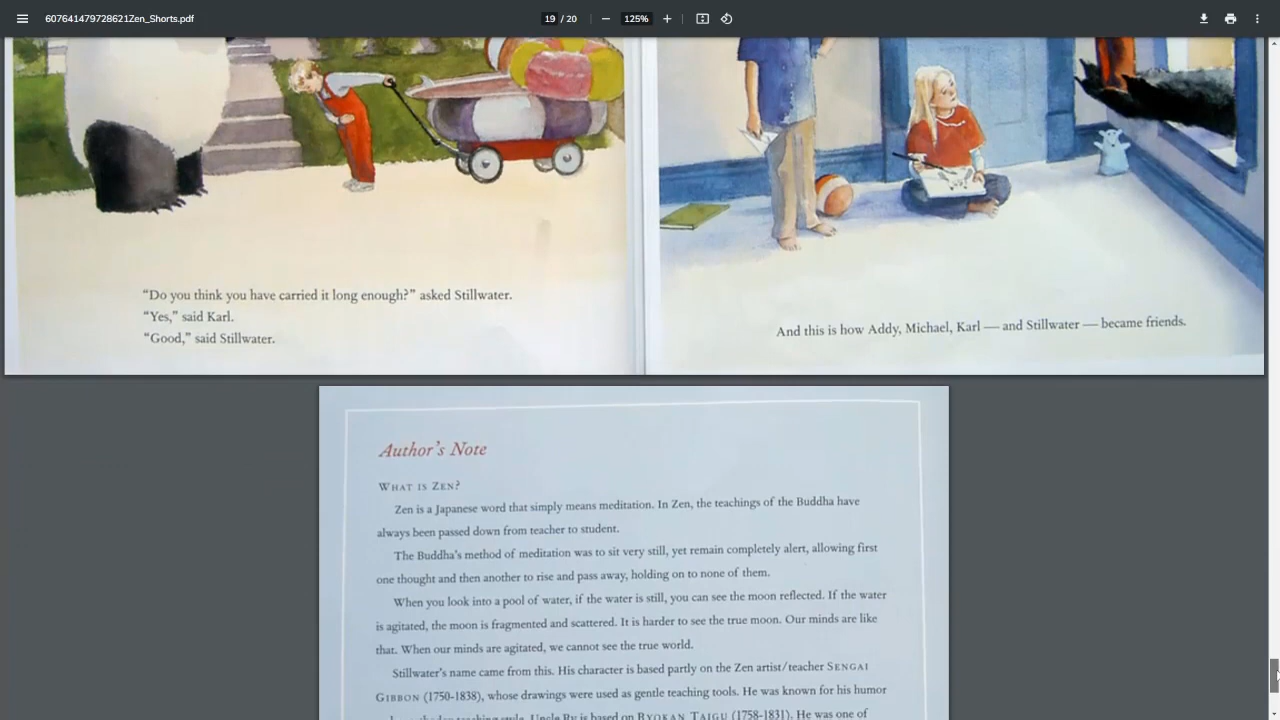 607641479728621Zen_Shorts.pdf
19 / 20
125%
“Do you think you have carried it long enough?” asked Stillwater.
“Yes,” said Karl.
“Good,” said Stillwater.
And this is how Addy, Michael, Karl — and Stillwater — became friends.
Author’s Note
What is Zen?
Zen is a Japanese word that simply means meditation. In Zen, the teachings of the Buddha have
always been passed down from teacher to student.
The Buddha’s method of meditation was to sit very still, yet remain completely alert, allowing first
one thought and then another to rise and pass away, holding on to none of them.
When you look into a pool of water, if the water is still, you can see the moon reflected. If the water
is agitated, the moon is fragmented and scattered. It is harder to see the true moon. Our minds are like
that. When our minds are agitated, we cannot see the true world.
Stillwater’s name came from this. His character is based partly on the Zen artist/teacher Sengai
Gibbon (1750-1838), whose drawings were used as gentle teaching tools. He was known for his humor
teaching style. Uncle Ry is based on Ryokan Taigu (1758-1831). He was one of